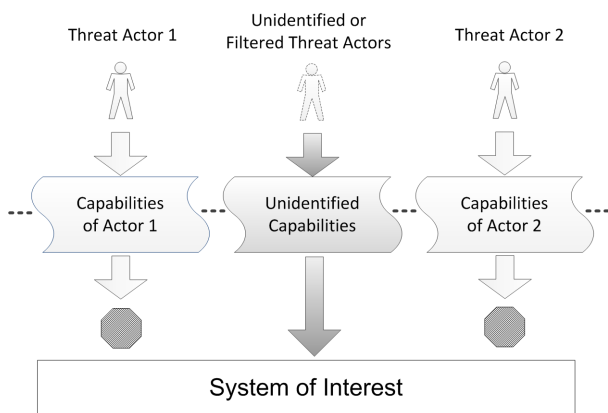 Threat Actor 1
Unidentified or
Filtered Threat Actors
Threat Actor 2
Capabilities
of Actor 1
Unidentified
Capabilities
Capabilities
of Actor 2
System of Interest